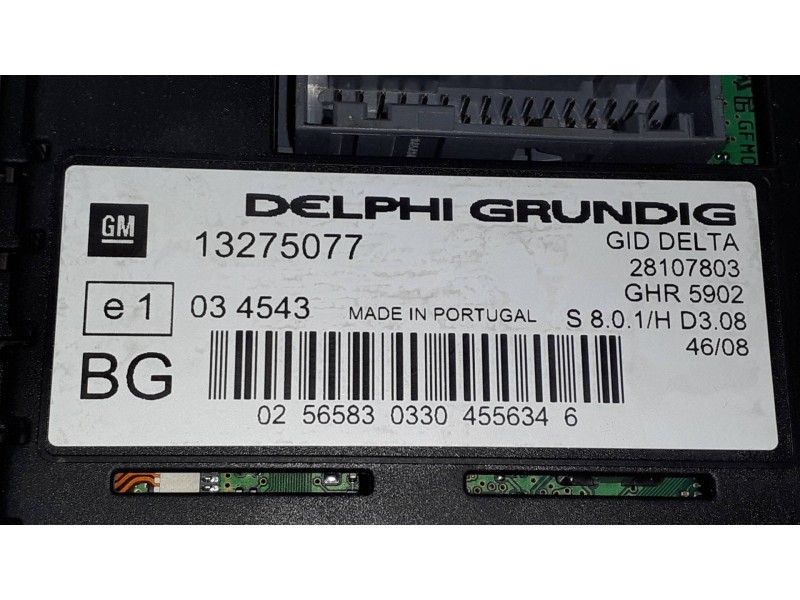 DELPHI GRUNDIG
GM
13275077
GID DELTA
28107803
e1
03 4543
MADE IN PORTUGAL
GHR 5902
S 8.0.1/H D3.08
46/08
BG
02 56583 0330 455634 6